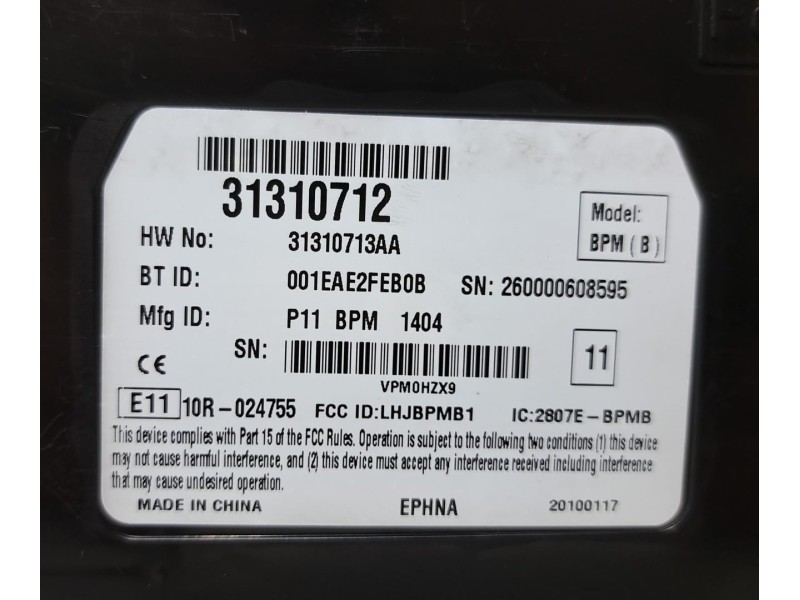 31310712
Model:
BPM ( B )
HW No: 31310713AA
BT ID: 001EAE2FEB0B SN: 260000608595
Mfg ID: P11 BPM 1404
SN:
11
VPM0HZX9
CE
E11 10R-024755 FCC ID:LHJBPMB1 IC:2807E-BPMB
This device complies with Part 15 of the FCC Rules. Operation is subject to the following two conditions (1) this device
may not cause harmful interference, and (2) this device must accept any interference received including interference
that may cause undesired operation.
MADE IN CHINA EPHNA 20100117